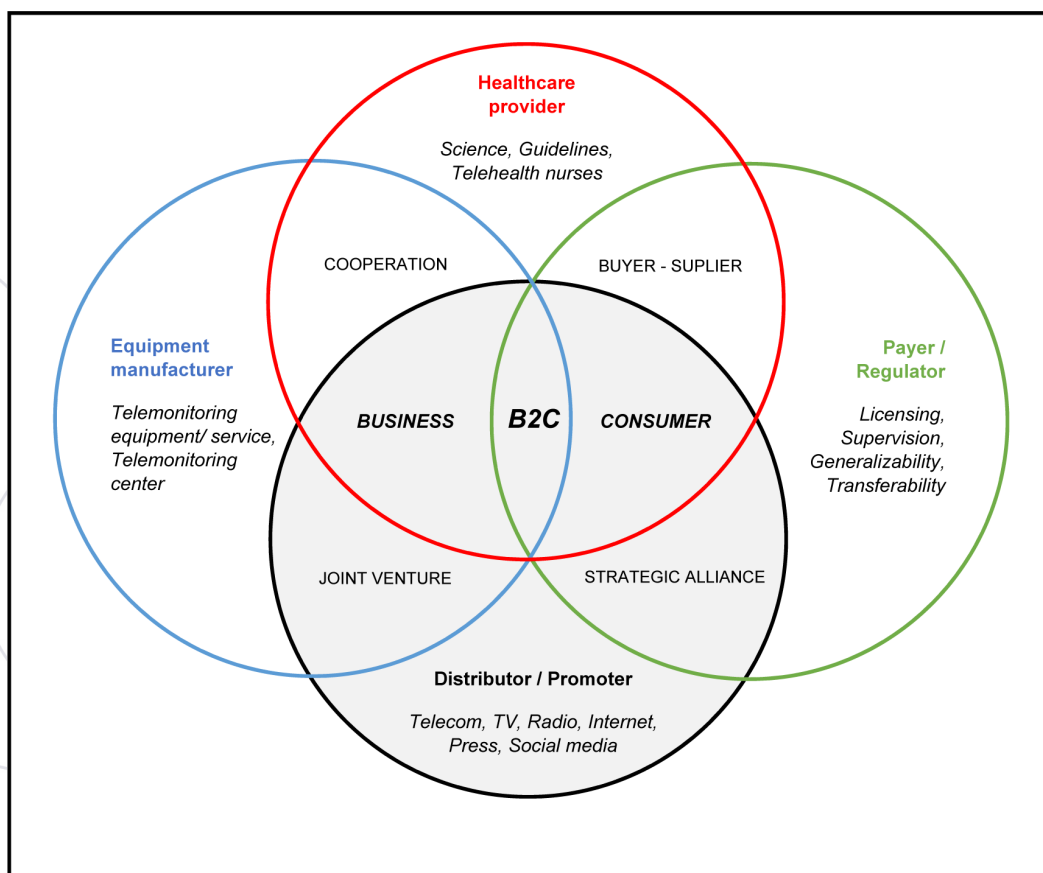 Healthcare
provider
Science, Guidelines,
Telehealth nurses
COOPERATION
BUYER - SUPLIER
Equipment
manufacturer
Telemonitoring
equipment/ service,
Telemonitoring
center
BUSINESS
B2C
CONSUMER
Payer /
Regulator
Licensing,
Supervision,
Generalizability,
Transferability
JOINT VENTURE
STRATEGIC ALLIANCE
Distributor / Promoter
Telecom, TV, Radio, Internet,
Press, Social media